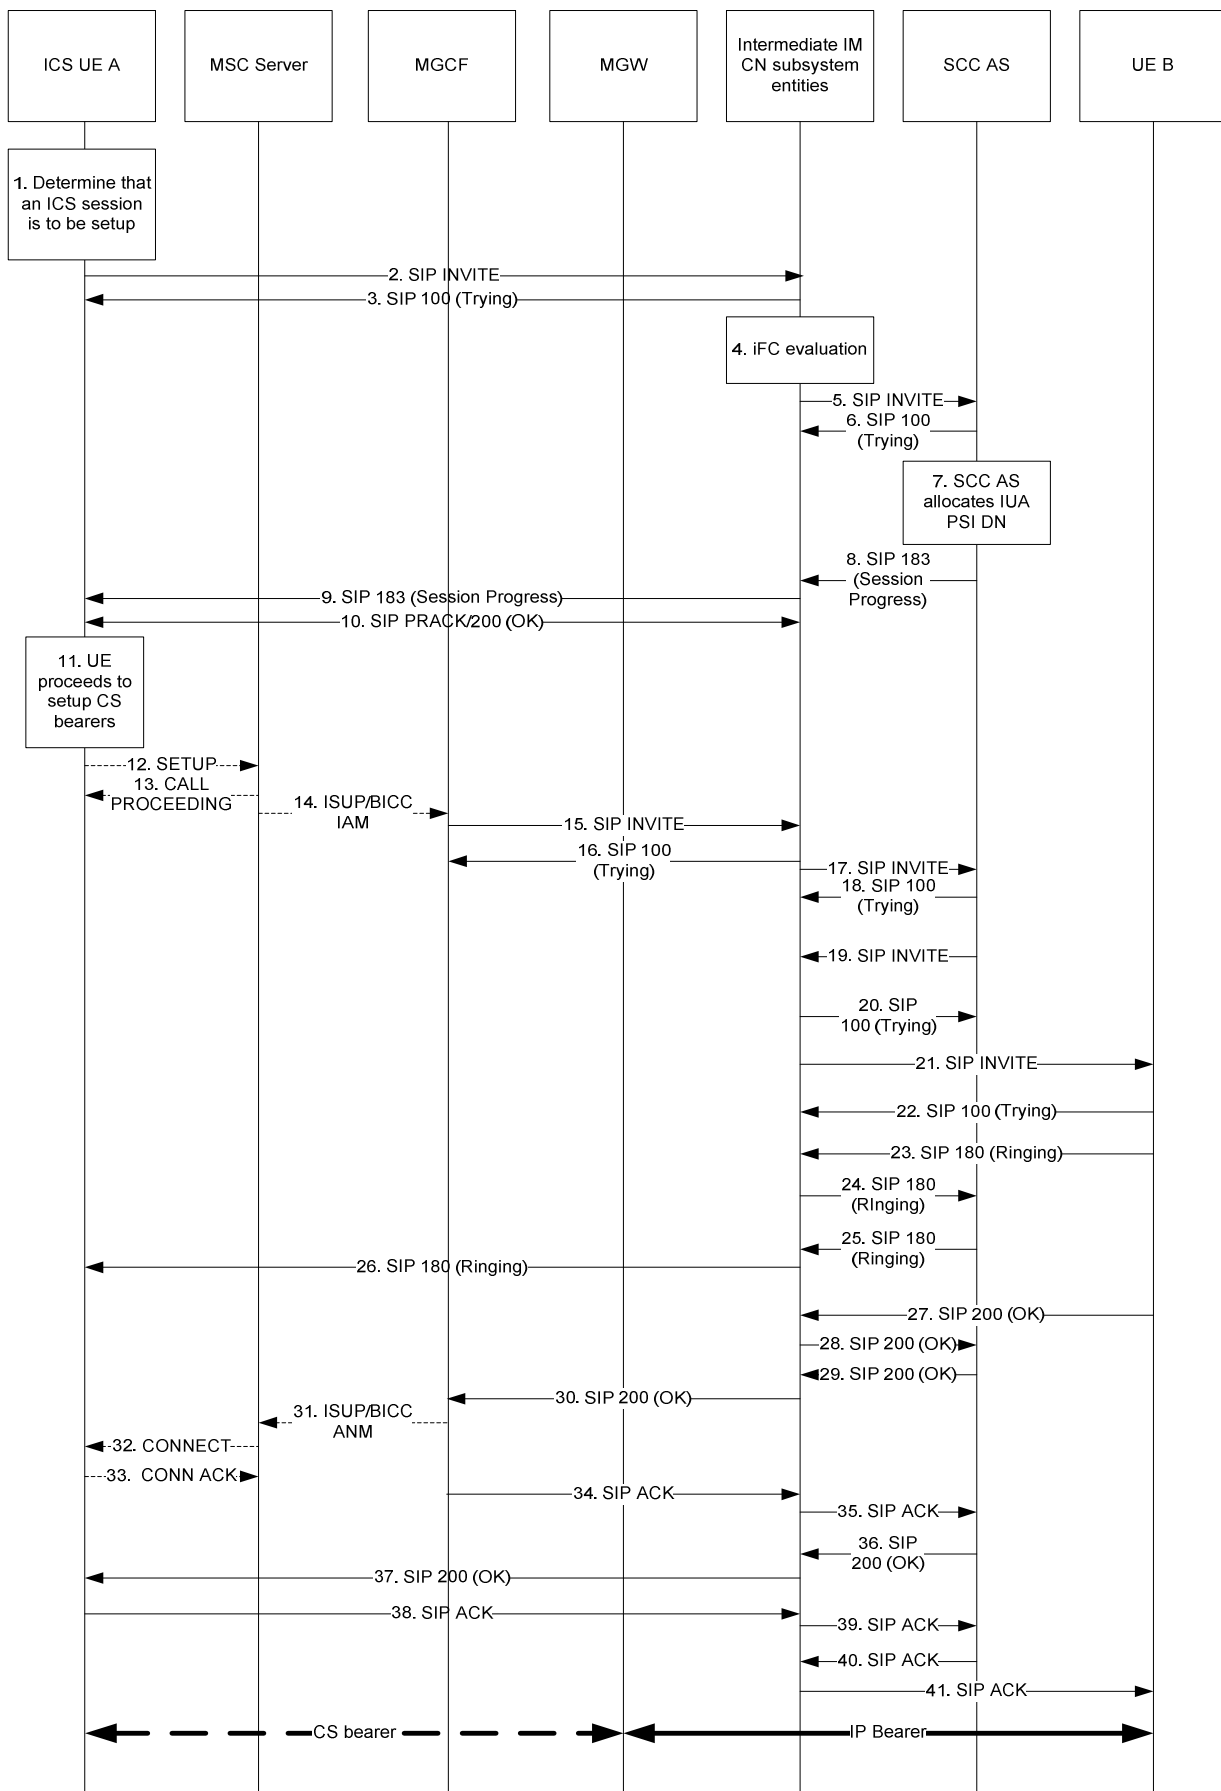 ICS UE A
MSC Server
MGCF
MGW
Intermediate IM
CN subsystem
entities
SCC AS
UE B
1. Determine that
an ICS session
is to be setup
2. SIP INVITE
3. SIP 100 (Trying)
4. iFC evaluation
5. SIP INVITE
6. SIP 100
(Trying)
7. SCC AS
allocates IUA
PSI DN
8. SIP 183
(Session
Progress)
9. SIP 183 (Session Progress)
10. SIP PRACK/200 (OK)
11. UE
proceeds to
setup CS
bearers
12. SETUP
13. CALL
PROCEEDING
14. ISUP/BICC
IAM
15. SIP INVITE
16. SIP 100
(Trying)
17. SIP INVITE
18. SIP 100
(Trying)
19. SIP INVITE
20. SIP
100 (Trying)
21. SIP INVITE
22. SIP 100 (Trying)
23. SIP 180 (Ringing)
24. SIP 180
(RInging)
25. SIP 180
(Ringing)
26. SIP 180 (Ringing)
27. SIP 200 (OK)
28. SIP 200 (OK)
29. SIP 200 (OK)
30. SIP 200 (OK)
31. ISUP/BICC
ANM
32. CONNECT
33. CONN ACK
34. SIP ACK
35. SIP ACK
36. SIP
200 (OK)
37. SIP 200 (OK)
38. SIP ACK
39. SIP ACK
40. SIP ACK
41. SIP ACK
CS bearer
IP Bearer